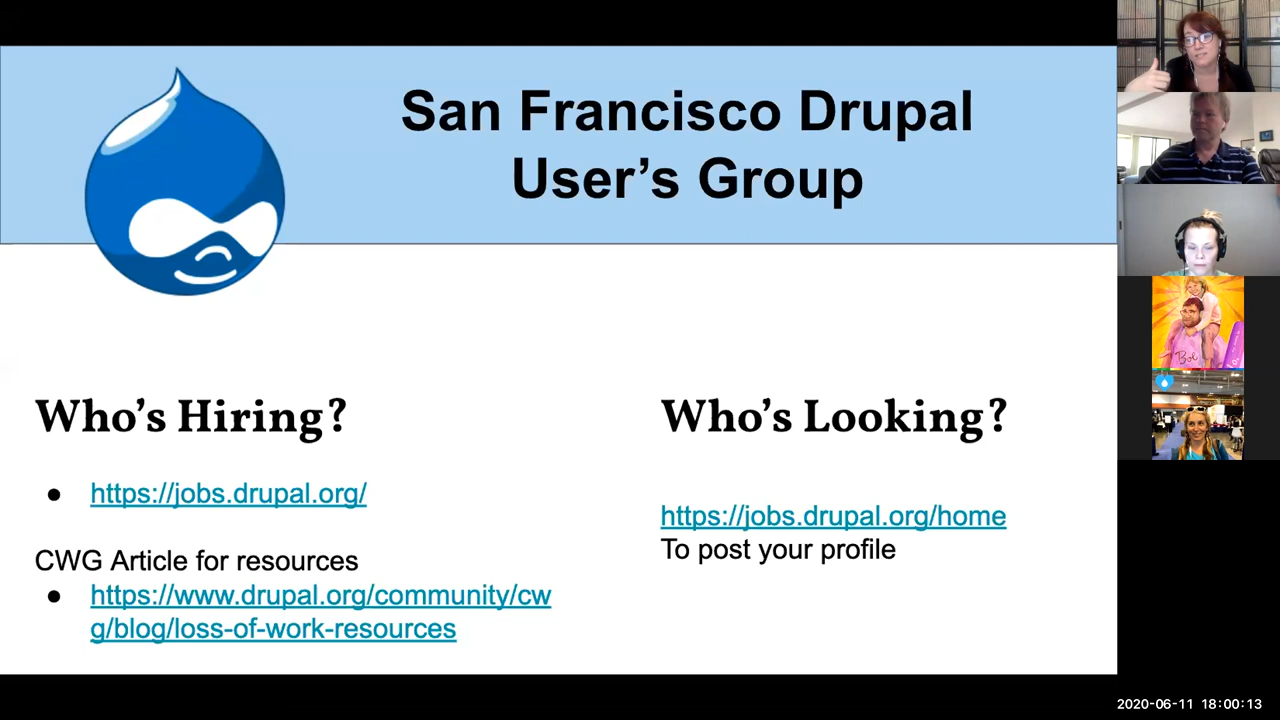 San Francisco Drupal
User’s Group
Who’s Hiring?
● https://jobs.drupal.org/
CWG Article for resources
● https://www.drupal.org/community/cw
g/blog/loss-of-work-resources
Who’s Looking?
https://jobs.drupal.org/home
To post your profile
Bob
2020-06-11 18:00:13